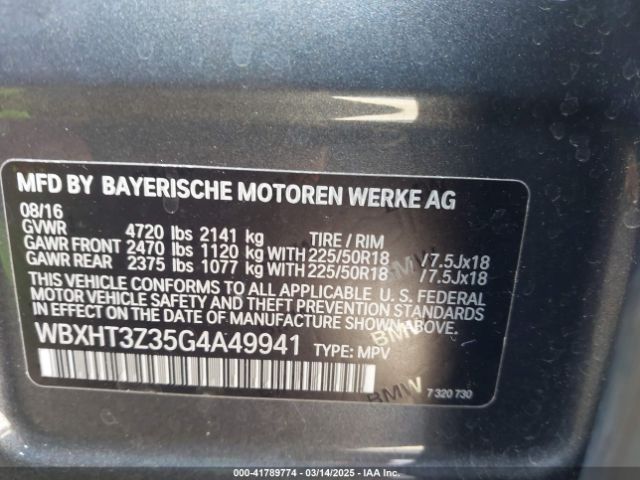 MFD BY BAYERISCHE MOTOREN WERKE AG
08/16
GVWR 4720 lbs 2141 kg TIRE / RIM
GAWR FRONT 2470 lbs 1120 kg WITH 225/50R18 /7.5Jx18
GAWR REAR 2375 lbs 1077 kg WITH 225/50R18 /7.5Jx18
THIS VEHICLE CONFORMS TO ALL APPLICABLE U. S. FEDERAL
MOTOR VEHICLE SAFETY AND THEFT PREVENTION STANDARDS
IN EFFECT ON THE DATE OF MANUFACTURE SHOWN ABOVE.
WBXHT3Z35G4A49941 TYPE: MPV
BMW
BMW
BMW
7 320 730
000-41789774 — 03/14/2025 — IAA Inc. —